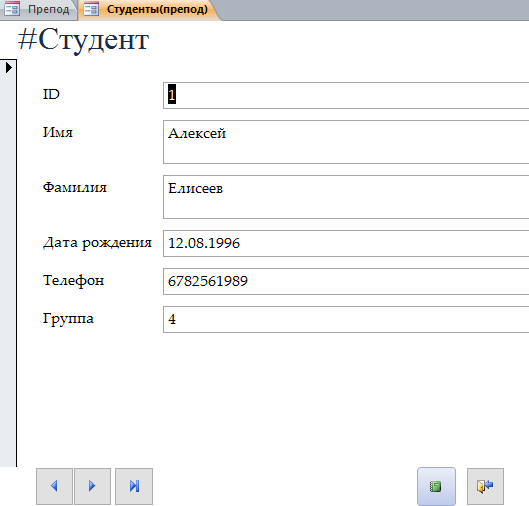 Препод Студенты(препод)
#Студент
ID 1
Имя Алексей
Фамилия Елисеев
Дата рождения 12.08.1996
Телефон 6782561989
Группа 4